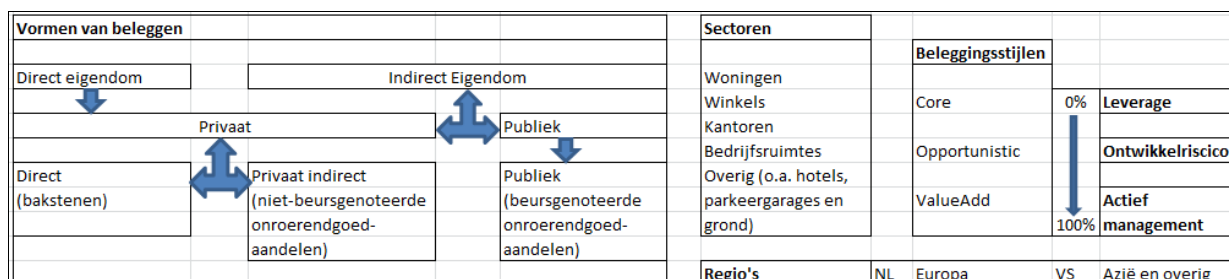 Vormen van beleggen
Direct eigendom
Indirect Eigendom
Privaat
Publiek
Direct
(bakstenen)
Privaat indirect
(niet-beursgenoteerde
onroerendgoed-
aandelen)
Publiek
(beursgenoteerde
onroerendgoed-
aandelen)
Sectoren
Woningen
Winkels
Kantoren
Bedrijfsruimtes
Overig (o.a. hotels,
parkeergarages en
grond)
Beleggingsstijlen
Core
Opportunistic
ValueAdd
0%
100%
Leverage
Ontwikkelriscico
Actief
management
Regio's NL Europa VS Azië en overig